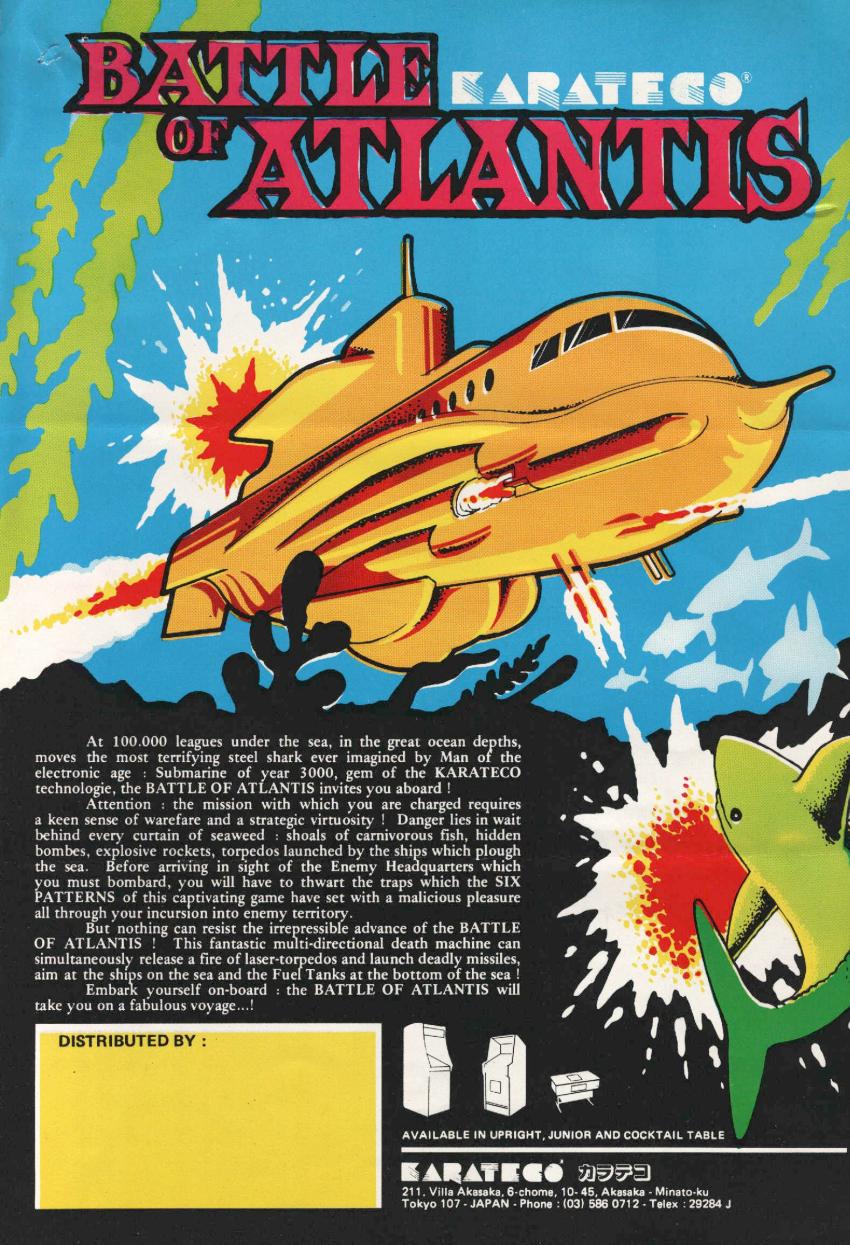 BATTLE
KARATECO®
OF ATLANTIS
At 100.000 leagues under the sea, in the great ocean depths,
moves the most terrifying steel shark ever imagined by Man of the
electronic age : Submarine of year 3000, gem of the KARATECO
technologie, the BATTLE OF ATLANTIS invites you aboard !
Attention : the mission with which you are charged requires
a keen sense of warefare and a strategic virtuosity ! Danger lies in wait
behind every curtain of seaweed : shoals of carnivorous fish, hidden
bombes, explosive rockets, torpedos launched by the ships which plough
the sea. Before arriving in sight of the Enemy Headquarters which
you must bombard, you will have to thwart the traps which the SIX
PATTERNS of this captivating game have set with a malicious pleasure
all through your incursion into enemy territory.
But nothing can resist the irrepressible advance of the BATTLE
OF ATLANTIS ! This fantastic multi-directional death machine can
simultaneously release a fire of laser-torpedos and launch deadly missiles,
aim at the ships on the sea and the Fuel Tanks at the bottom of the sea !
Embark yourself on-board : the BATTLE OF ATLANTIS will
take you on a fabulous voyage...!
DISTRIBUTED BY :
AVAILABLE IN UPRIGHT, JUNIOR AND COCKTAIL TABLE
KARATECO® カラテコ
211, Villa Akasaka, 6-chome, 10-45, Akasaka - Minato-ku
Tokyo 107 - JAPAN - Phone : (03) 586 0712 - Telex : 29284 J